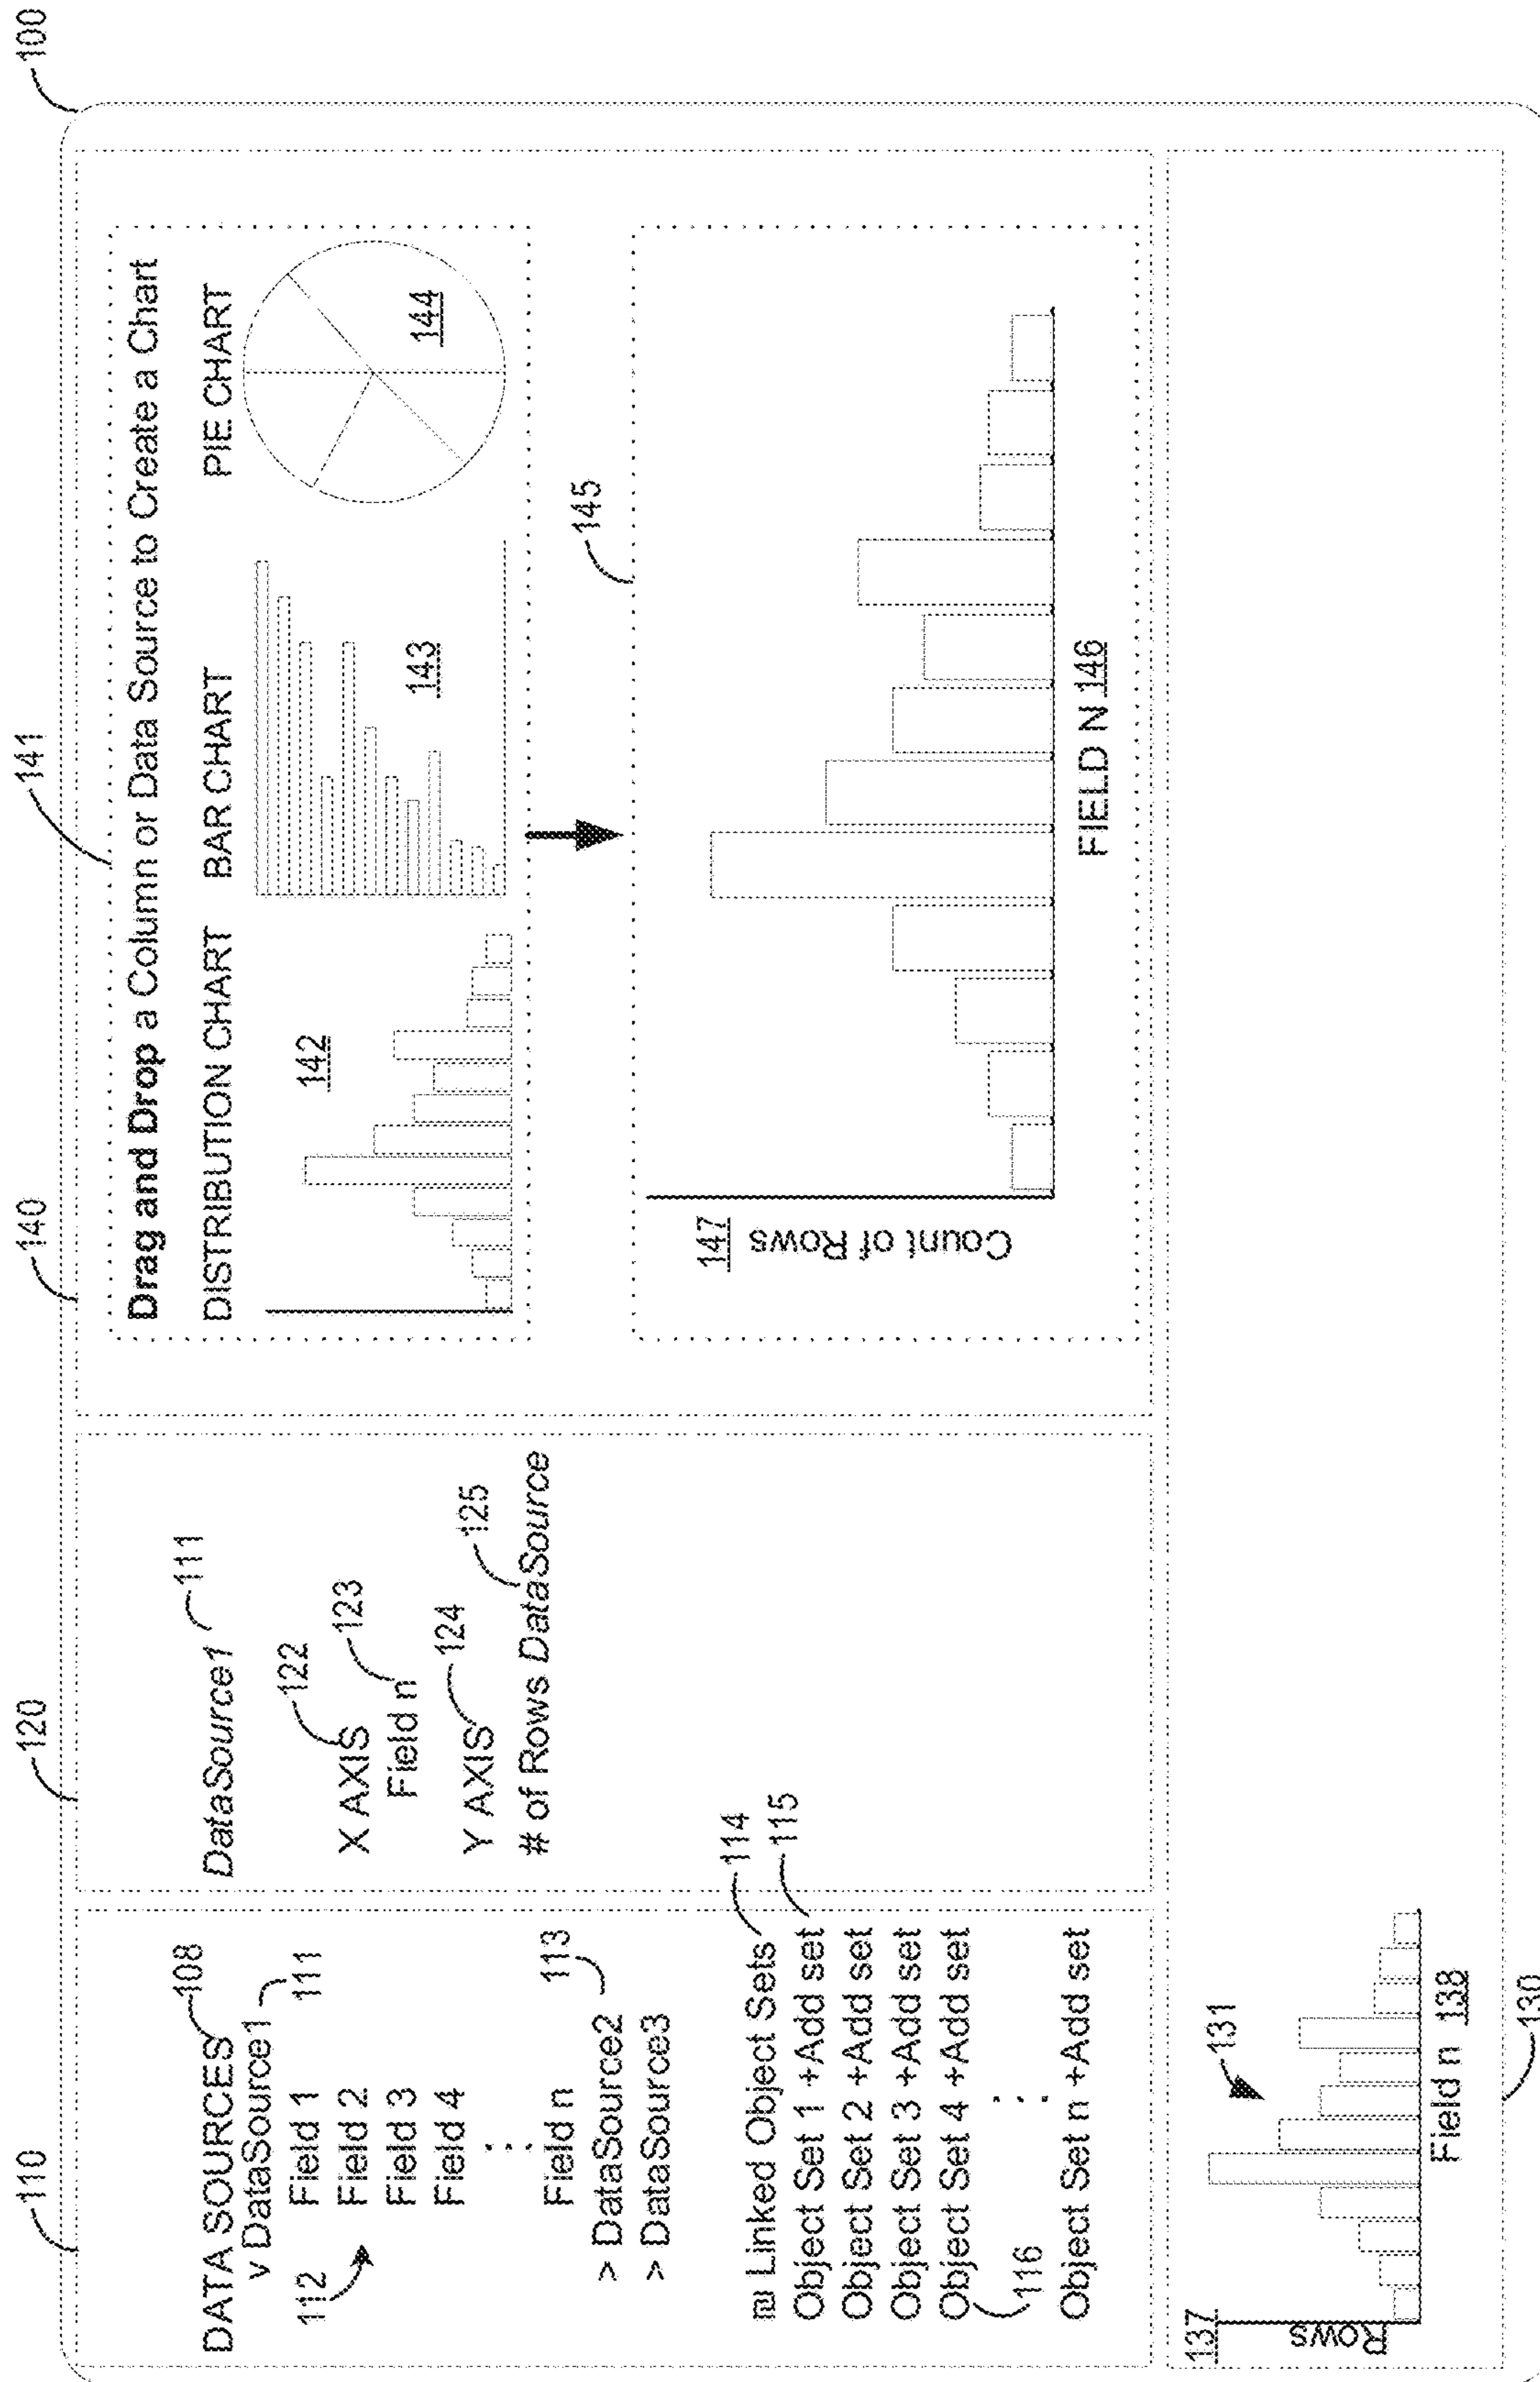 100
110
120
140
141
DATA SOURCES 108
v DataSource1 111
112
Field 1
Field 2
Field 3
Field 4
Field n
113
> DataSource2
> DataSource3
Linked Object Sets 114
Object Set 1 +Add set 115
Object Set 2 +Add set
Object Set 3 +Add set
Object Set 4 +Add set
116
Object Set n +Add set
DataSource1 111
X AXIS 122
Field n 123
Y AXIS 124
# of Rows DataSource 125
Drag and Drop a Column or Data Source to Create a Chart
DISTRIBUTION CHART BAR CHART PIE CHART
142
143
144
145
147
Count of Rows
FIELD N 146
137
Rows
131
Field n 138
130